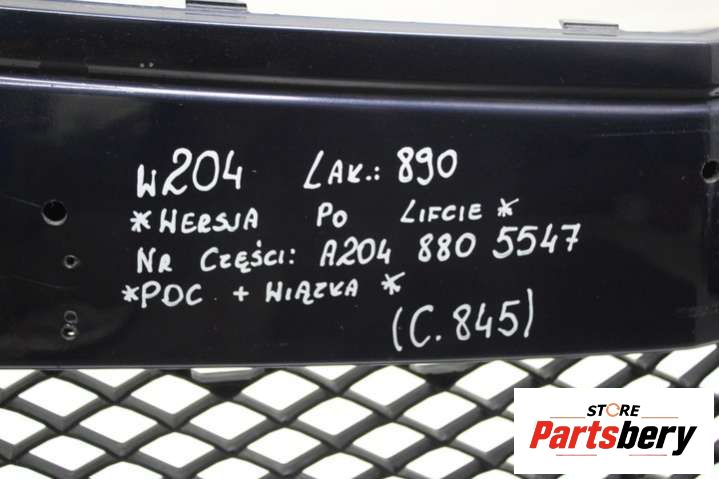 W204 LAK.: 890
*WERSJA PO LIFCIE*
NR CZĘŚCI: A204 880 5547
*PDC + WIĄZKA*
(C. 845)
STORE
Partsbery